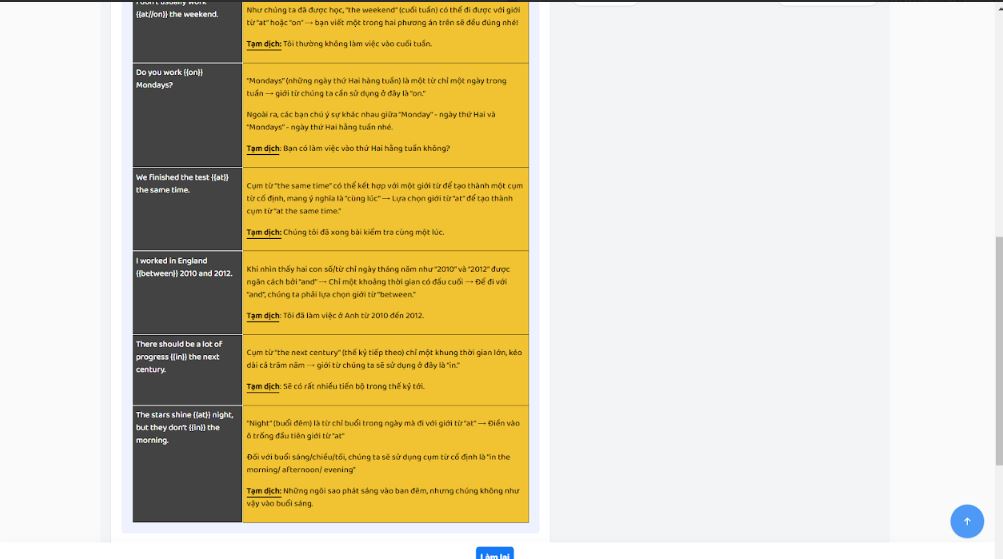 I don't usually work
{{at//on}} the weekend.
Như chúng ta đã được học, "the weekend" (cuối tuần) có thể đi được với giới
từ "at" hoặc "on" → bạn viết một trong hai phương án trên sẽ đều đúng nhé!
Tạm dịch: Tôi thường không làm việc vào cuối tuần.
Do you work {{on}}
Mondays?
"Mondays" (những ngày thứ Hai hàng tuần) là một từ chỉ một ngày trong
tuần → giới từ chúng ta cần sử dụng ở đây là "on."
Ngoài ra, các bạn chú ý sự khác nhau giữa "Monday" - ngày thứ Hai và
"Mondays" - ngày thứ Hai hằng tuần nhé.
Tạm dịch: Bạn có làm việc vào thứ Hai hằng tuần không?
We finished the test {{at}}
the same time.
Cụm từ "the same time" có thể kết hợp với một giới từ để tạo thành một cụm
từ cố định, mang ý nghĩa là "cùng lúc" → Lựa chọn giới từ "at" để tạo thành
cụm từ "at the same time."
Tạm dịch: Chúng tôi đã xong bài kiểm tra cùng một lúc.
I worked in England
{{between}} 2010 and 2012.
Khi nhìn thấy hai con số/từ chỉ ngày tháng năm như "2010" và "2012" được
ngăn cách bởi "and" → Chỉ một khoảng thời gian có đầu cuối → Để đi với
"and", chúng ta phải lựa chọn giới từ "between."
Tạm dịch: Tôi đã làm việc ở Anh từ 2010 đến 2012.
There should be a lot of
progress {{in}} the next
century.
Cụm từ "the next century" (thế kỷ tiếp theo) chỉ một khung thời gian lớn, kéo
dài cả trăm năm → giới từ chúng ta sẽ sử dụng ở đây là "in."
Tạm dịch: Sẽ có rất nhiều tiến bộ trong thế kỷ tới.
The stars shine {{at}} night,
but they don't {{in}} the
morning.
"Night" (buổi đêm) là từ chỉ buổi trong ngày mà đi với giới từ "at" → Điền vào
ô trống đầu tiên giới từ "at"
Đối với buổi sáng/chiều/tối, chúng ta sẽ sử dụng cụm từ cố định là "in the
morning/ afternoon/ evening"
Tạm dịch: Những ngôi sao phát sáng vào ban đêm, nhưng chúng không như
vậy vào buổi sáng.
Làm lại